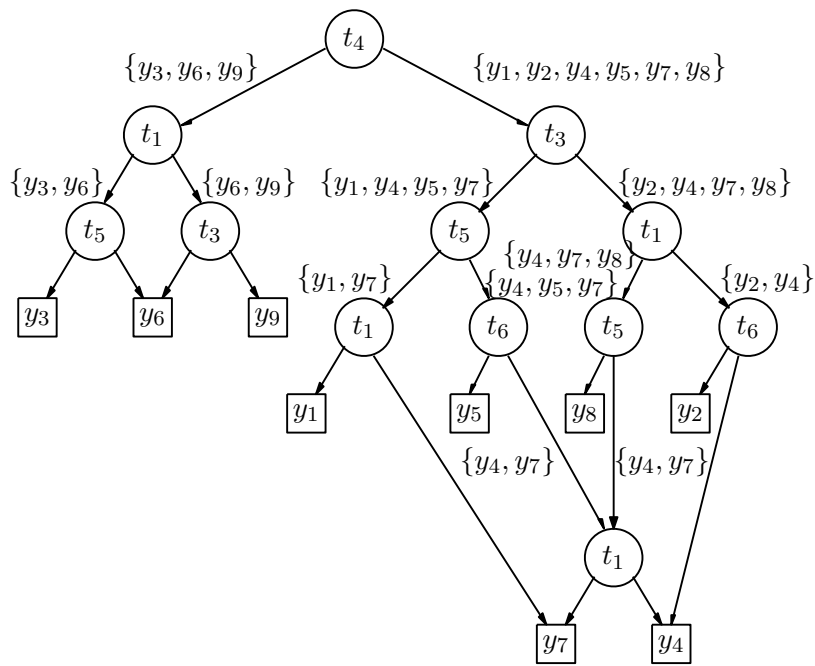 t4
{y3, y6, y9}
{y1, y2, y4, y5, y7, y8}
t1
t3
{y3, y6}
{y6, y9}
{y1, y4, y5, y7}
{y2, y4, y7, y8}
t5
t3
t5
t1
{y4, y7, y8}
{y1, y7}
{y4, y5, y7}
{y2, y4}
y3
y6
y9
t1
t6
t5
t6
y1
y5
y8
y2
{y4, y7}
{y4, y7}
t1
y7
y4